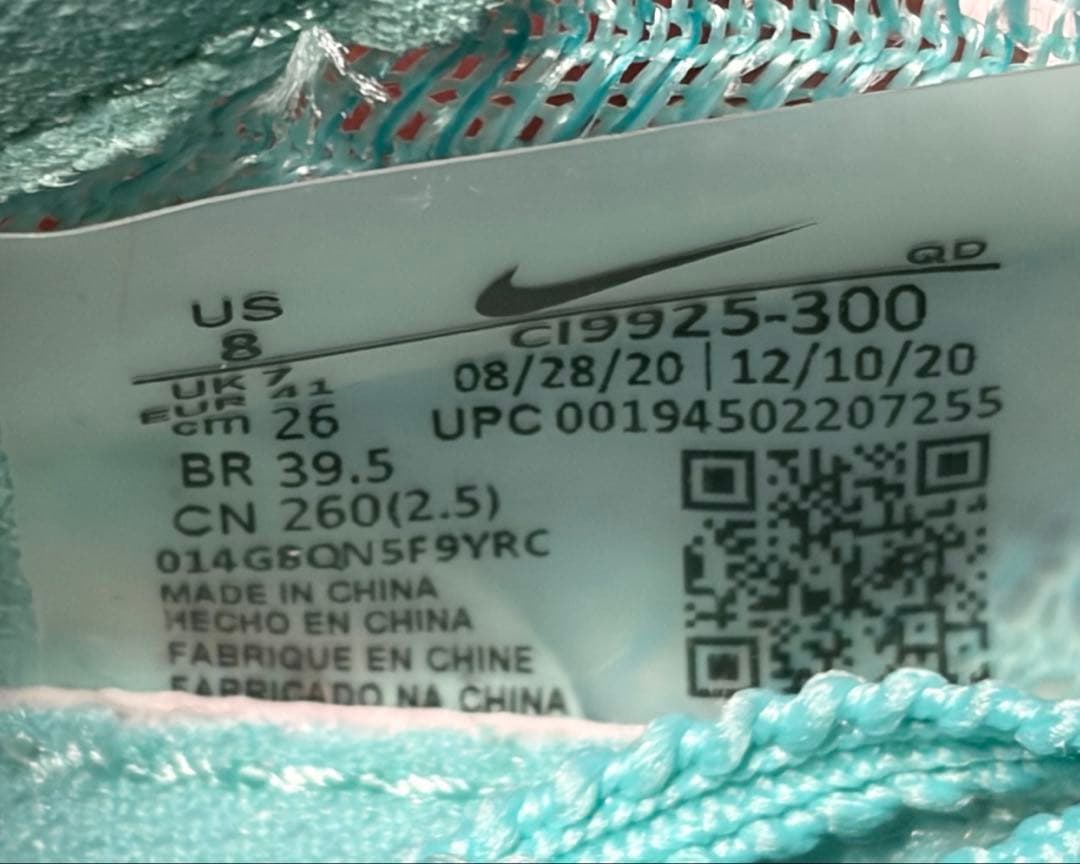 QD
US
8
CI9925-300
UK 7
08/28/20 | 12/10/20
EUR 41
cm 26
UPC 00194502207255
BR 39.5
CN 260(2.5)
014G8QN5F9YRC
MADE IN CHINA
HECHO EN CHINA
FABRIQUE EN CHINE
FABRICADO NA CHINA